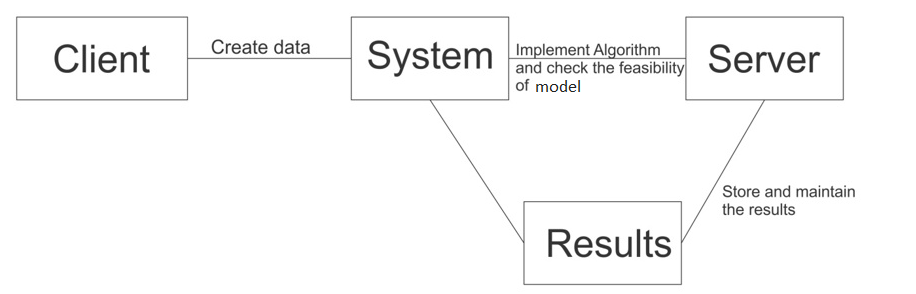 Client
Create data
System
Implement Algorithm
and check the feasibility
of model
Server
Store and maintain
the results
Results